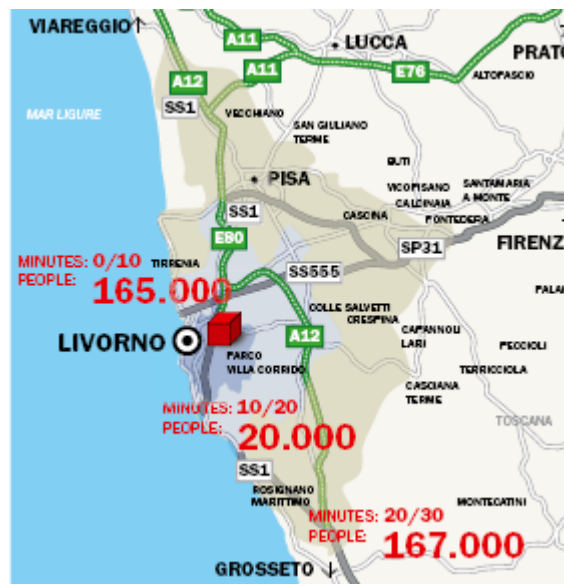 VIAREGGIO
A11
LUCCA
PRATO
A12
A11
E76
ALTOPASCIO
SS1
MAR LIGURE
VECCHIANO
SAN GIULIANO
TERME
BUTI
PISA
VICOPISANO
SANTAMARIA
A MONTE
CALCINAIA
SS1
CASCINA
PONTEDERA
E80
SP31
FIRENZ
MINUTES: 0/10
TIRRENIA
PEOPLE: 165.000
SS555
PALA
COLLE SALVETTI
CRESPINA
LIVORNO
A12
CAPANNOLI
LARI
PECCIOLI
PARCO
VILLA CORRIDO
TERRICCIOLA
CASCIANA
TERME
MINUTES: 10/20
PEOPLE: 20.000
TOSCANA
SS1
ROSIGNANO
MARITTIMO
MONTECATINI
MINUTES: 20/30
PEOPLE: 167.000
GROSSETO